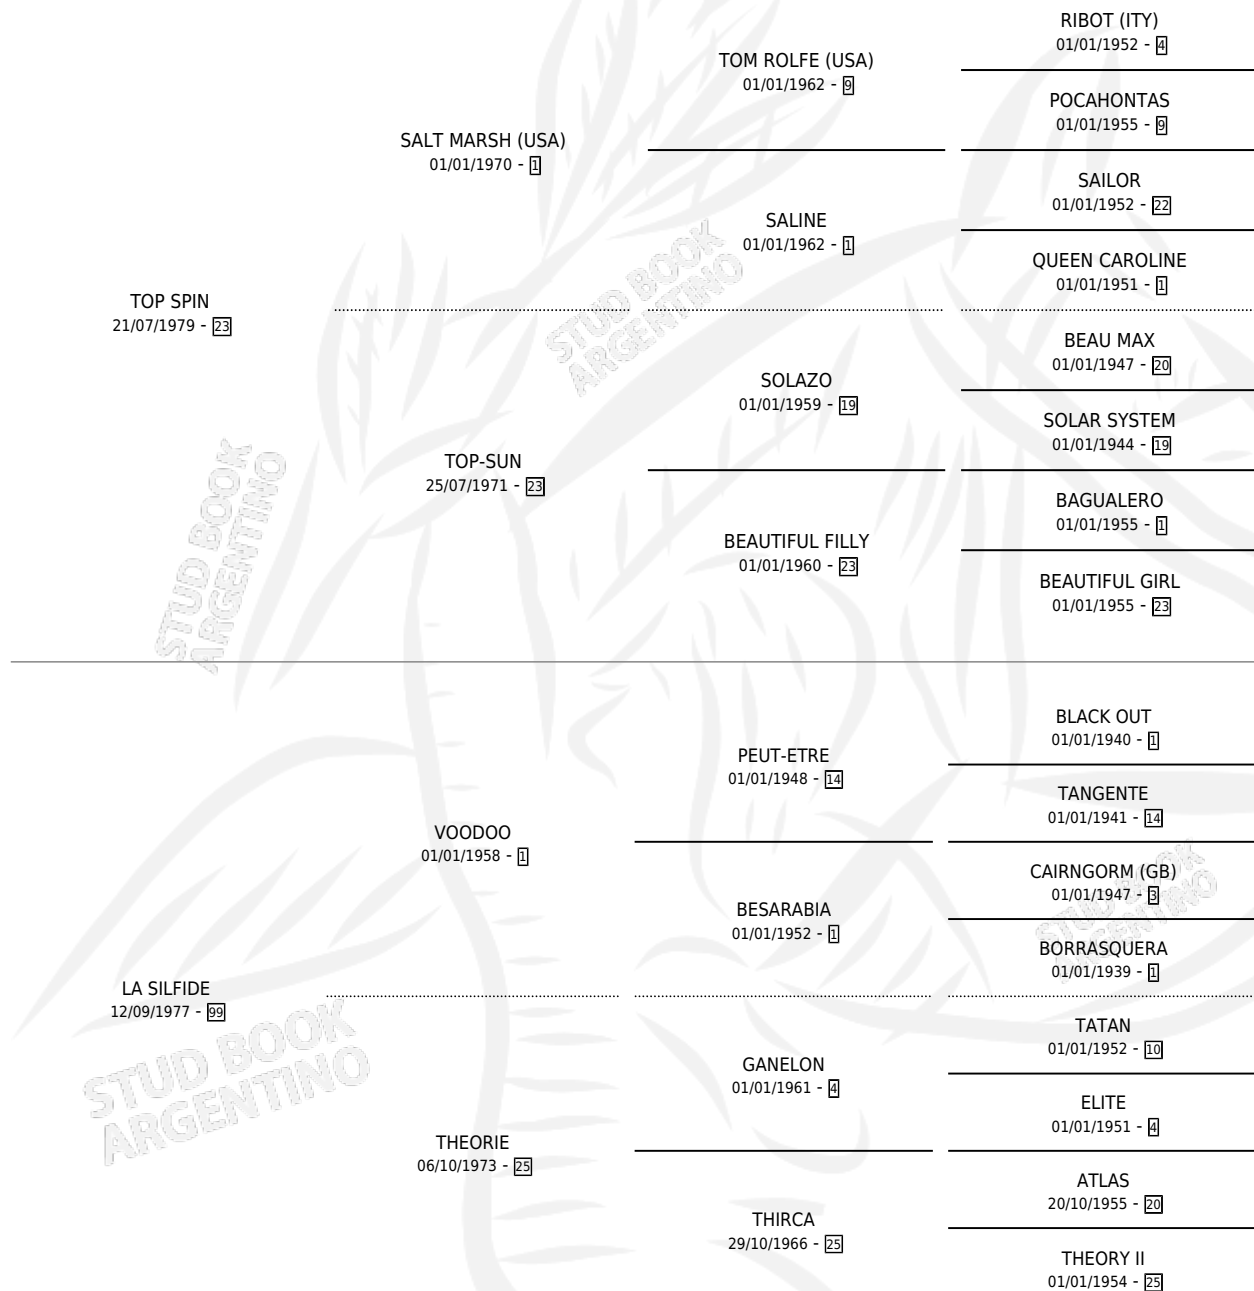 RIBOT (ITY)
01/01/1952 - 4
TOM ROLFE (USA)
01/01/1962 - 9
POCAHONTAS
01/01/1955 - 9
SALT MARSH (USA)
01/01/1970 - 1
SAILOR
01/01/1952 - 22
SALINE
01/01/1962 - 1
QUEEN CAROLINE
01/01/1951 - 1
TOP SPIN
21/07/1979 - 23
BEAU MAX
01/01/1947 - 20
SOLAZO
01/01/1959 - 19
SOLAR SYSTEM
01/01/1944 - 19
TOP-SUN
25/07/1971 - 23
BAGUALERO
01/01/1955 - 1
BEAUTIFUL FILLY
01/01/1960 - 23
BEAUTIFUL GIRL
01/01/1955 - 23
BLACK OUT
01/01/1940 - 1
PEUT-ETRE
01/01/1948 - 14
TANGENTE
01/01/1941 - 14
VOODOO
01/01/1958 - 1
CAIRNGORM (GB)
01/01/1947 - 3
BESARABIA
01/01/1952 - 1
BORRASQUERA
01/01/1939 - 1
LA SILFIDE
12/09/1977 - 99
TATAN
01/01/1952 - 10
GANELON
01/01/1961 - 4
ELITE
01/01/1951 - 4
THEORIE
06/10/1973 - 25
ATLAS
20/10/1955 - 20
THIRCA
29/10/1966 - 25
THEORY II
01/01/1954 - 25
STUD BOOK
ARGENTINO
STUD BOOK
ARGENTINO
STUD BOOK
ARGENTINO
STUD BOOK
ARGENTINO